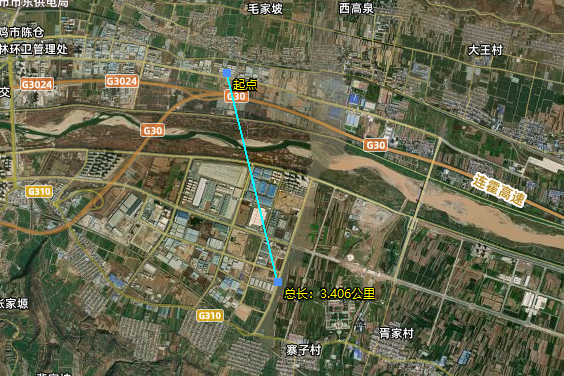 毛家坡
西高泉
鸡市陈仓
林环卫管理处
大王村
G3024
G3024
起点
G30
交
G30
G30
连霍高速
G310
总长：3.406公里
张家塬
G310
胥家村
寨子村